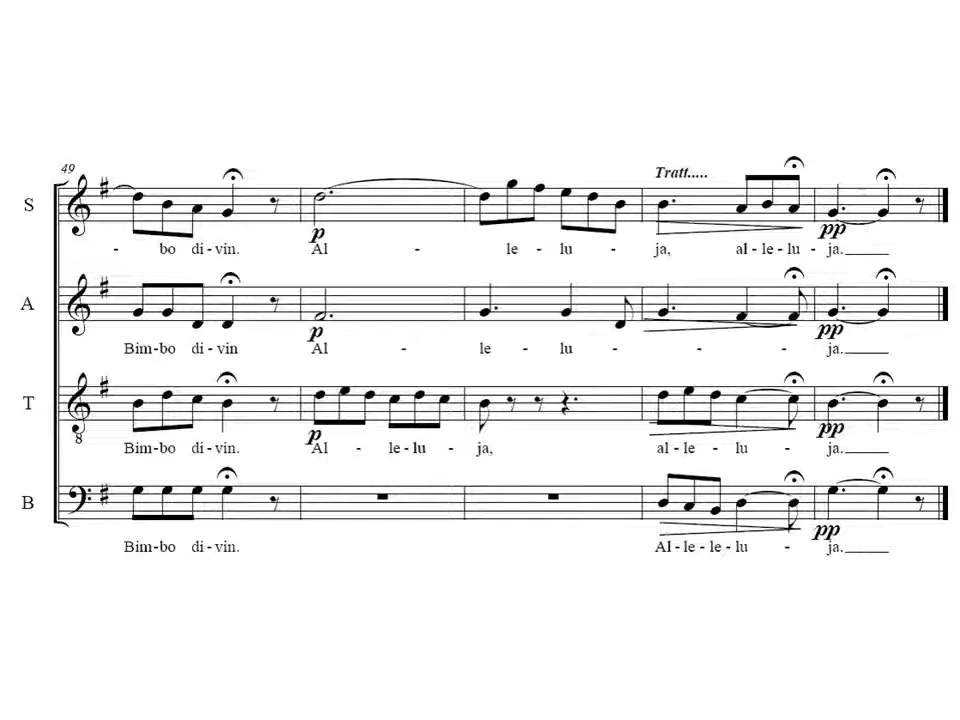 49
Tratt.....
S
p
pp
- bo di - vin. Al - le - lu - ja, al - le - lu - ja.
A
p
pp
Bim - bo di - vin Al - le - lu - - - ja.
T
8
p
pp
Bim - bo di - vin. Al - le - lu - ja, al - le - lu - ja.
B
pp
Bim - bo di - vin. Al - le - le - lu - ja.